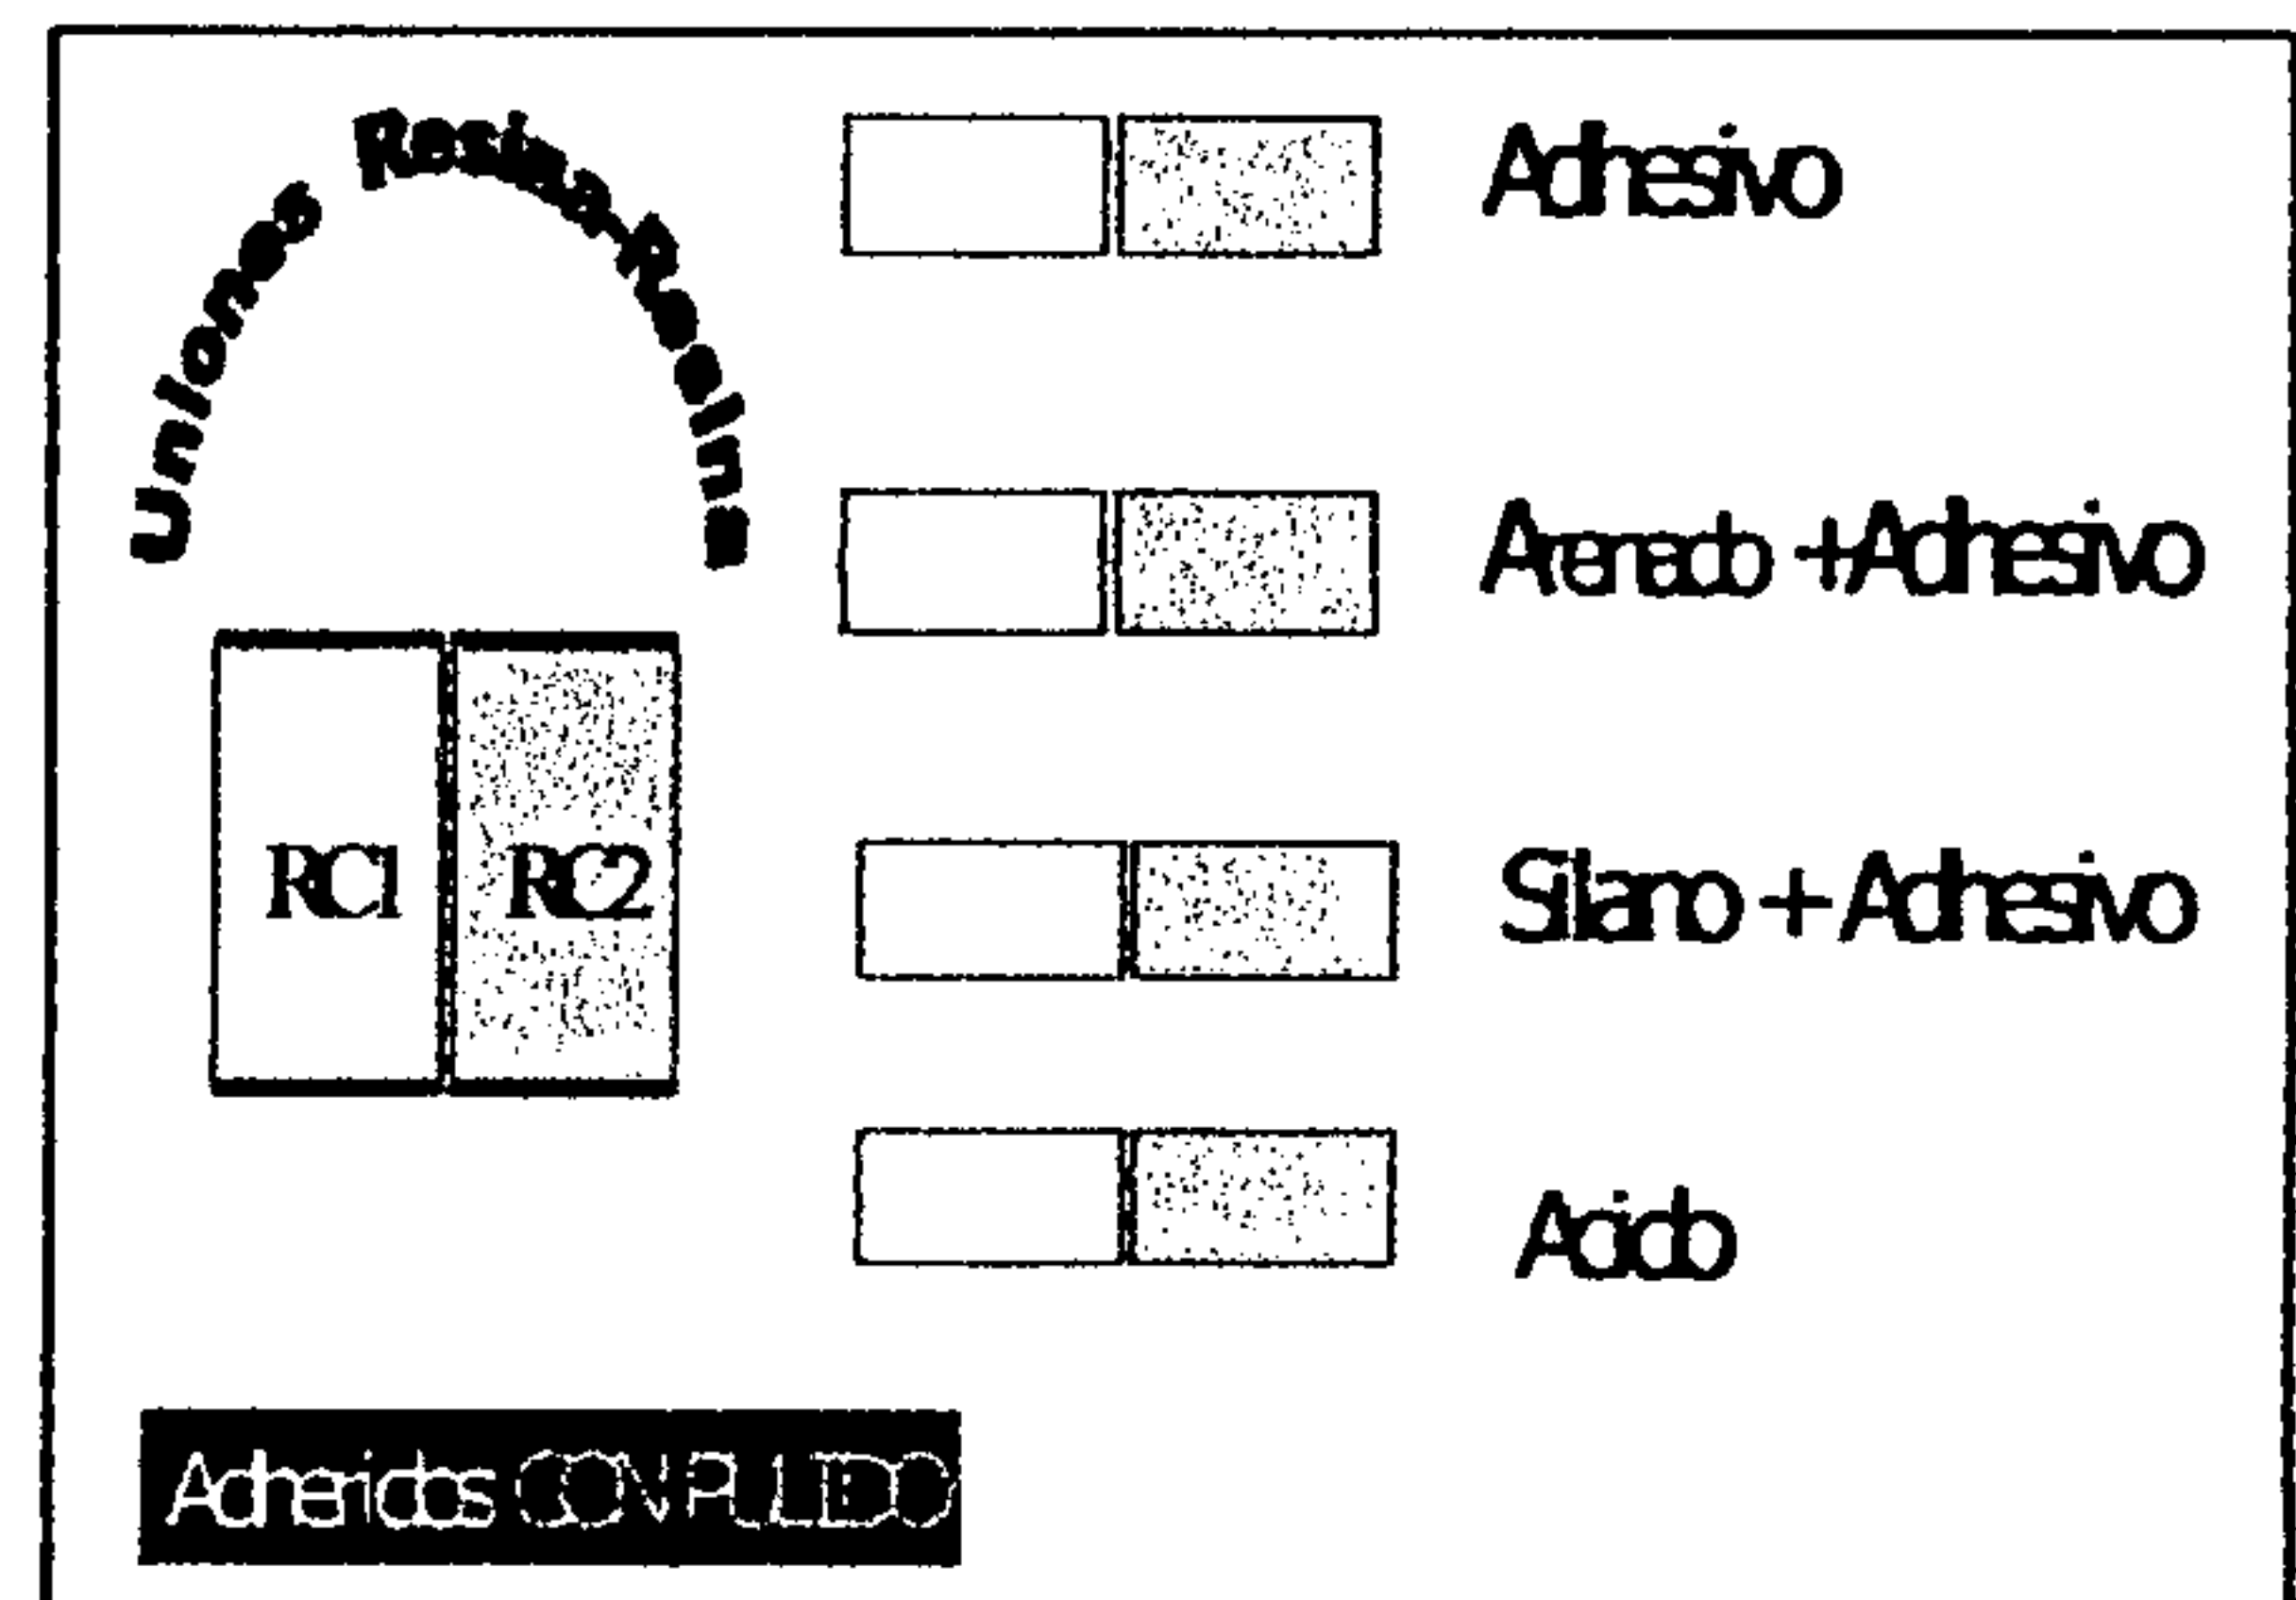 Uniones Resina-Resina
Adhesivo
Arenado +Adhesivo
RC1 RC2
Silano + Adhesivo
Acido
Adheridos CON PULIDO